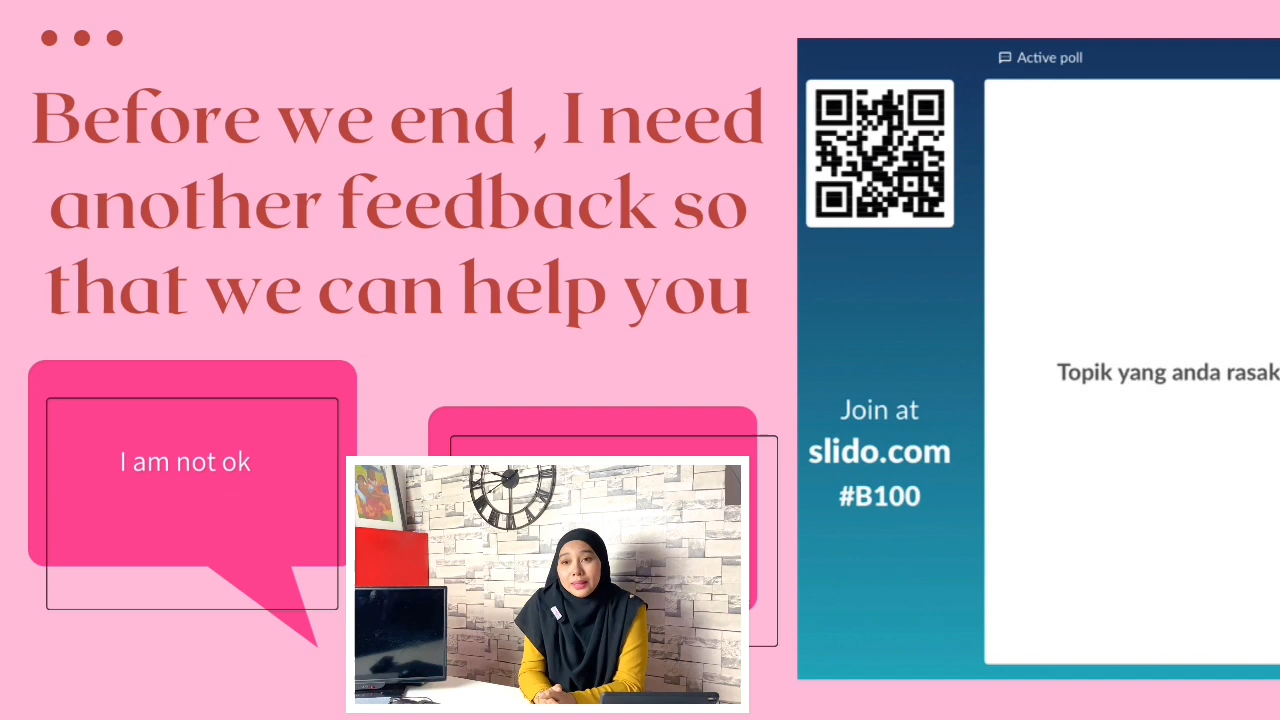 Before we end , I need
another feedback so
that we can help you
I am not ok
Active poll
Join at
slido.com
#B100
Topik yang anda rasak